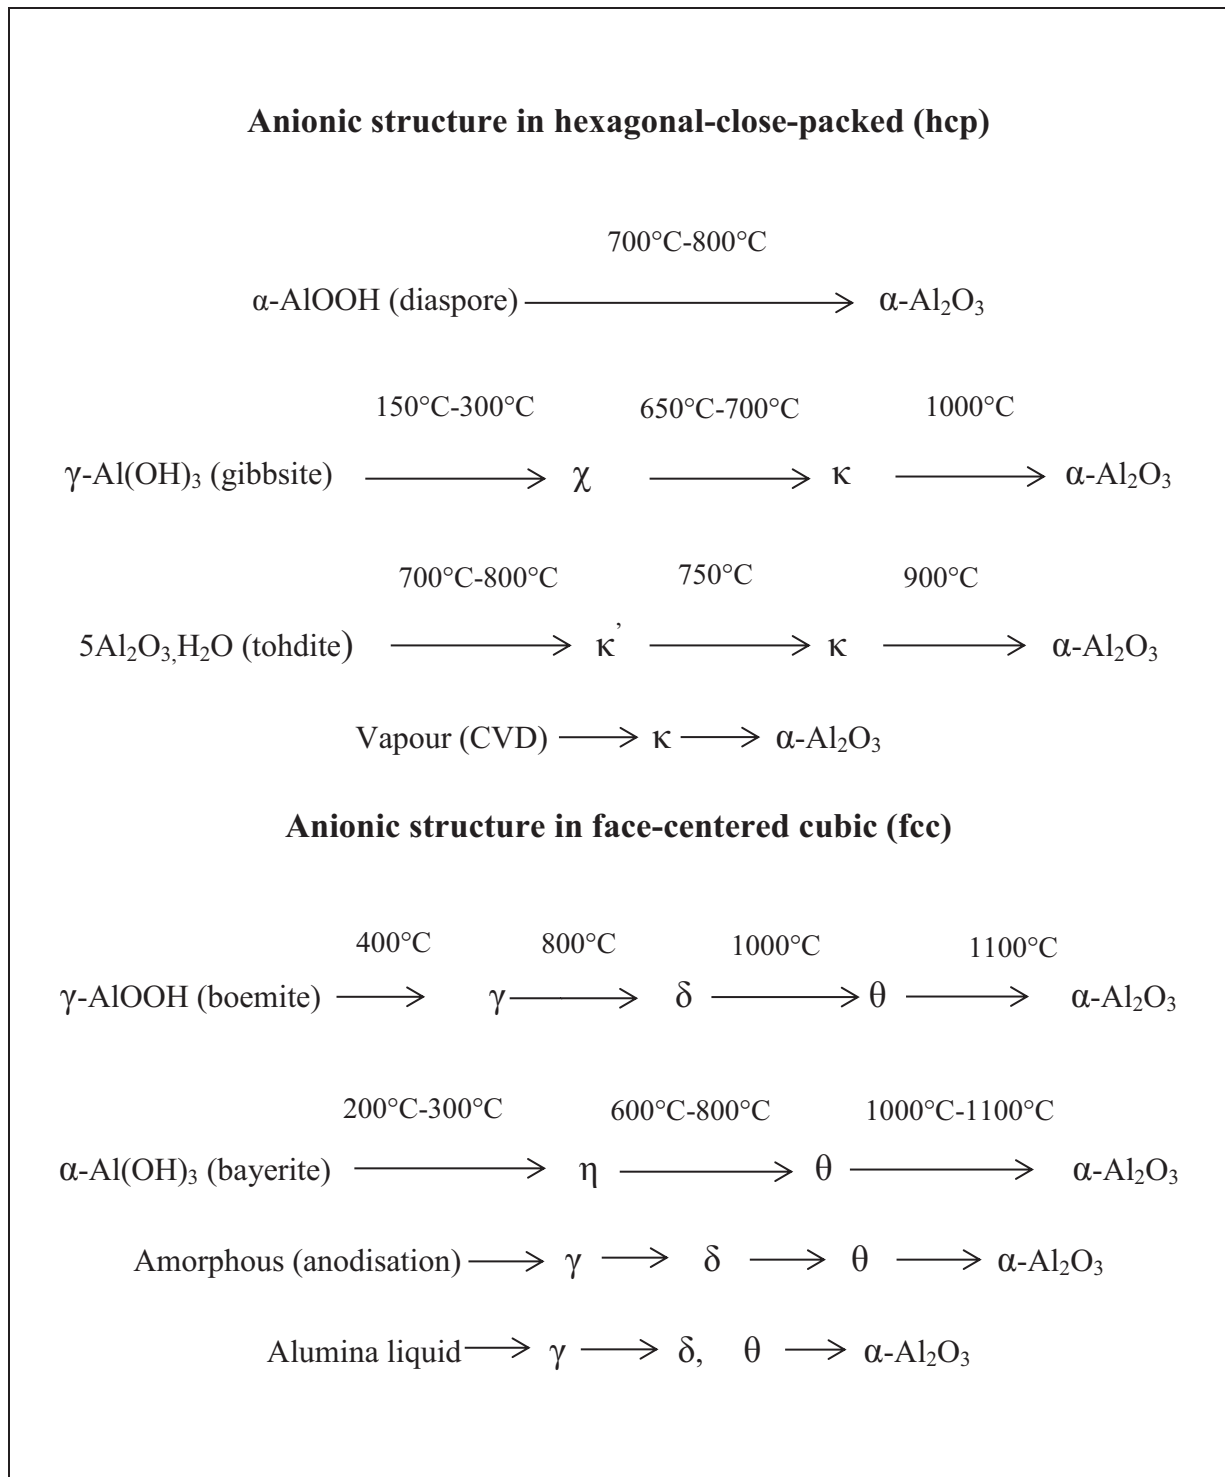 Anionic structure in hexagonal-close-packed (hcp)
700°C-800°C
α-AlOOH (diaspore) ⟶ α-Al₂O₃
150°C-300°C 650°C-700°C 1000°C
γ-Al(OH)₃ (gibbsite) ⟶ χ ⟶ κ ⟶ α-Al₂O₃
700°C-800°C 750°C 900°C
5Al₂O₃,H₂O (tohdite) ⟶ κ’ ⟶ κ ⟶ α-Al₂O₃
Vapour (CVD) ⟶ κ ⟶ α-Al₂O₃
Anionic structure in face-centered cubic (fcc)
400°C 800°C 1000°C 1100°C
γ-AlOOH (boemite) ⟶ γ ⟶ δ ⟶ θ ⟶ α-Al₂O₃
200°C-300°C 600°C-800°C 1000°C-1100°C
α-Al(OH)₃ (bayerite) ⟶ η ⟶ θ ⟶ α-Al₂O₃
Amorphous (anodisation) ⟶ γ ⟶ δ ⟶ θ ⟶ α-Al₂O₃
Alumina liquid ⟶ γ ⟶ δ, θ ⟶ α-Al₂O₃